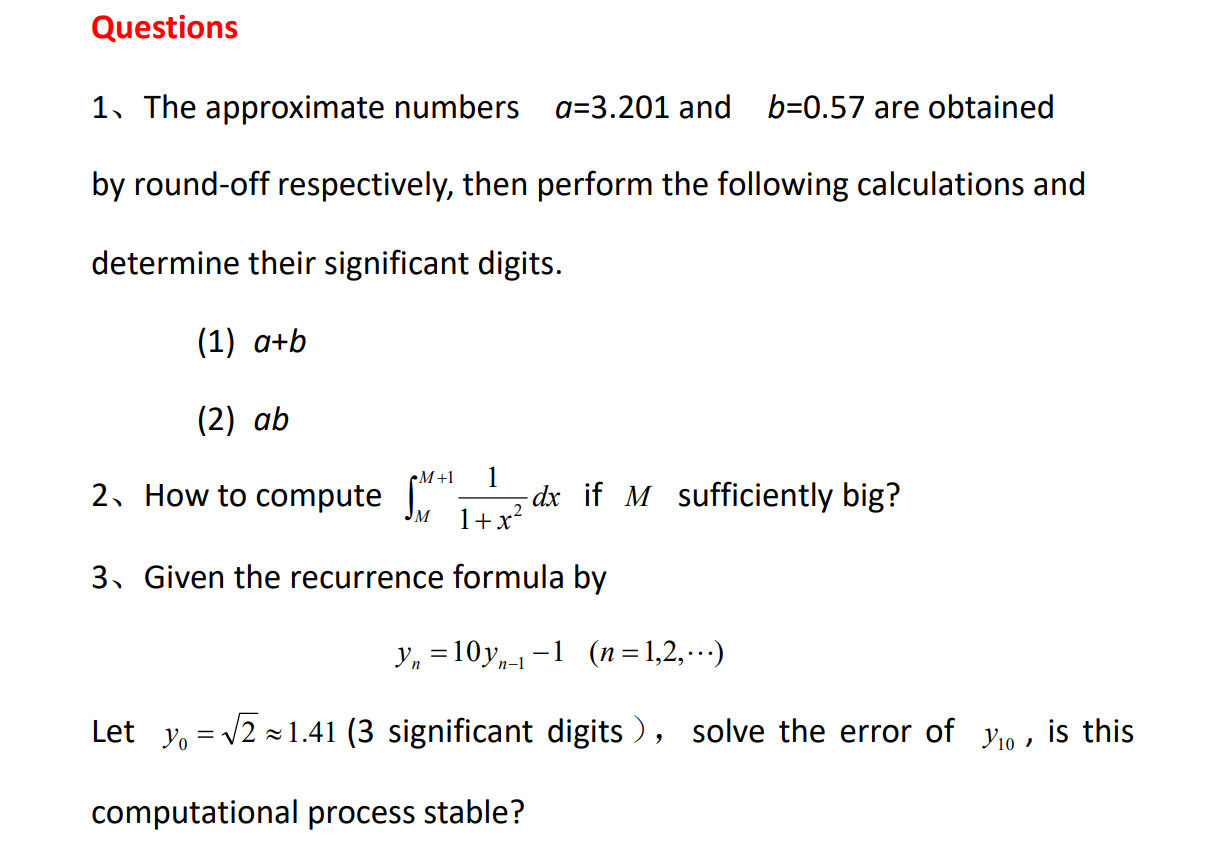 Questions
1、The approximate numbers a=3.201 and b=0.57 are obtained
by round-off respectively, then perform the following calculations and
determine their significant digits.
(1) a+b
(2) ab
2、How to compute $\int_{M}^{M+1} \frac{1}{1+x^2} dx$ if M sufficiently big?
3、Given the recurrence formula by
$y_n = 10y_{n-1} - 1 \quad (n = 1,2,\cdots)$
Let $y_0 = \sqrt{2} \approx 1.41$ (3 significant digits）， solve the error of $y_{10}$ , is this
computational process stable?